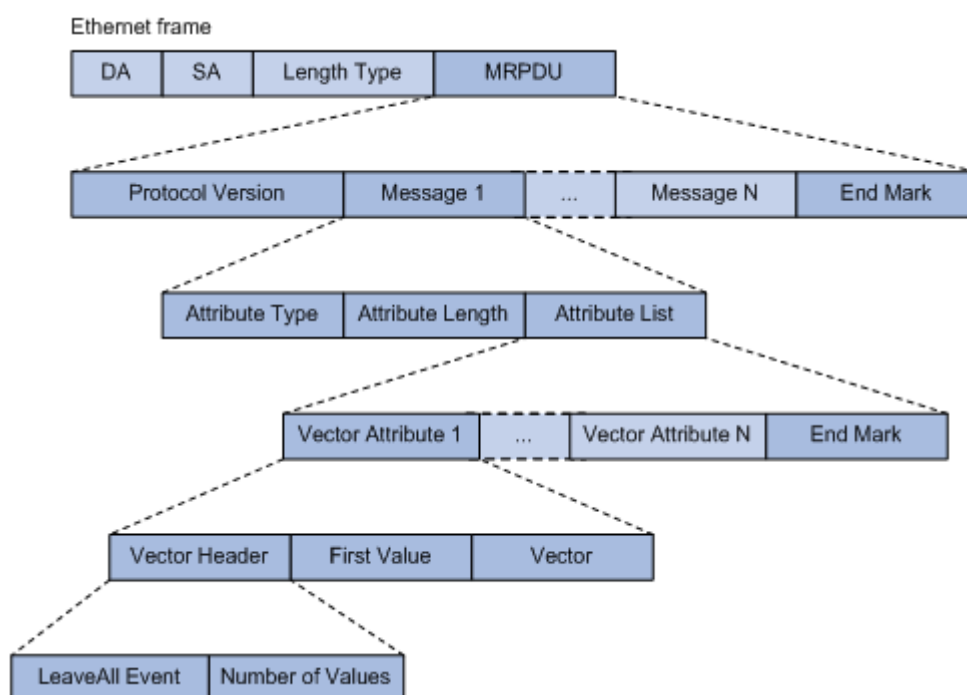 Ethernet frame
DA SA Length Type MRPDU
Protocol Version Message 1 ... Message N End Mark
Attribute Type Attribute Length Attribute List
Vector Attribute 1 ... Vector Attribute N End Mark
Vector Header First Value Vector
LeaveAll Event Number of Values